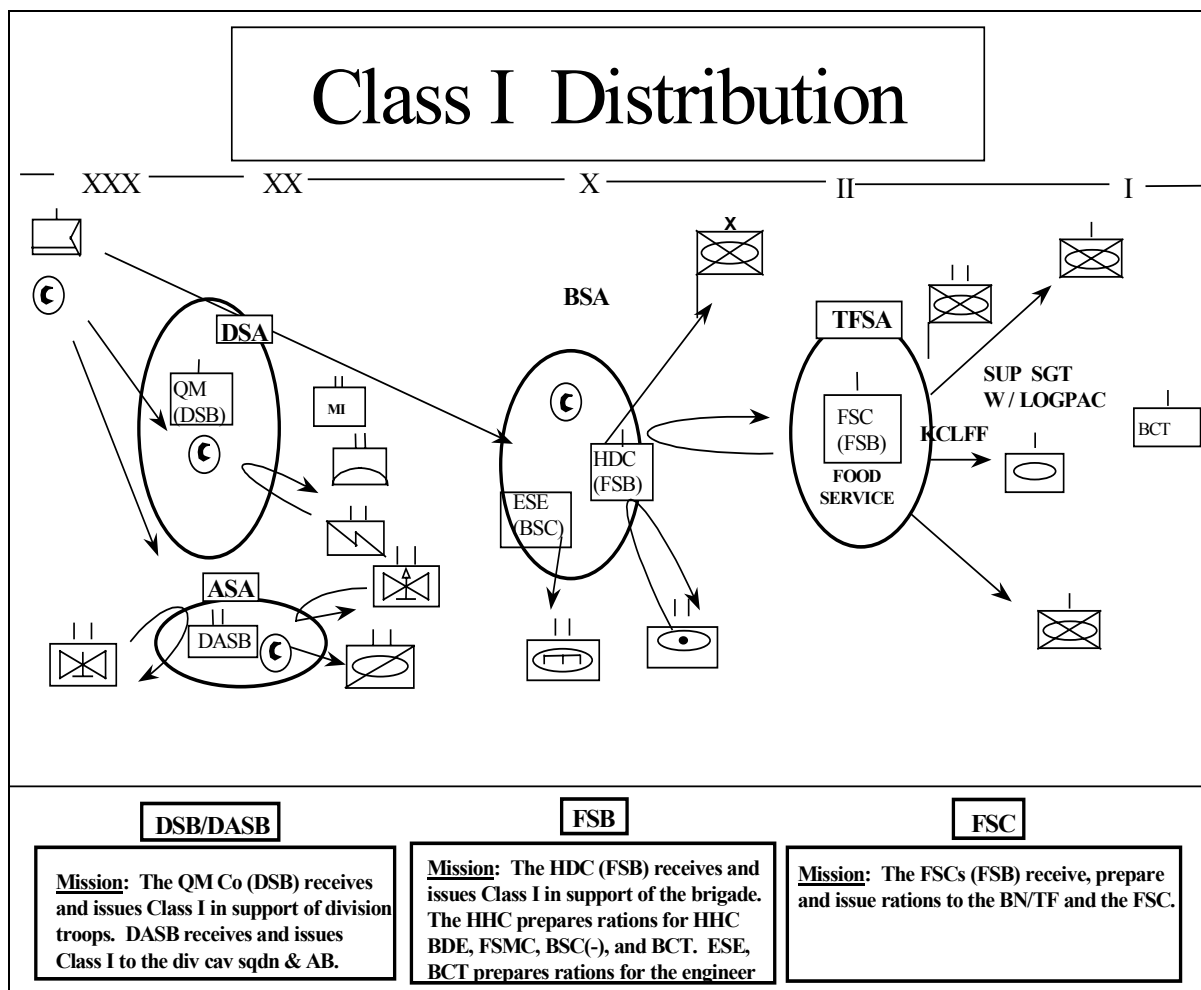 Class I Distribution
XXX
XX
X
II
I
X
BSA
DSA
TFSA
QM
(DSB)
MI
SUP SGT
W / LOGPAC
FSC
(FSB)
BCT
KCLFF
HDC
(FSB)
FOOD
SERVICE
ESE
(BSC)
ASA
DASB
DSB/DASB
Mission: The QM Co (DSB) receives
and issues Class I in support of division
troops. DASB receives and issues
Class I to the div cav sqdn & AB.
FSB
Mission: The HDC (FSB) receives and
issues Class I in support of the brigade.
The HHC prepares rations for HHC
BDE, FSMC, BSC(-), and BCT. ESE,
BCT prepares rations for the engineer
FSC
Mission: The FSCs (FSB) receive, prepare
and issue rations to the BN/TF and the FSC.